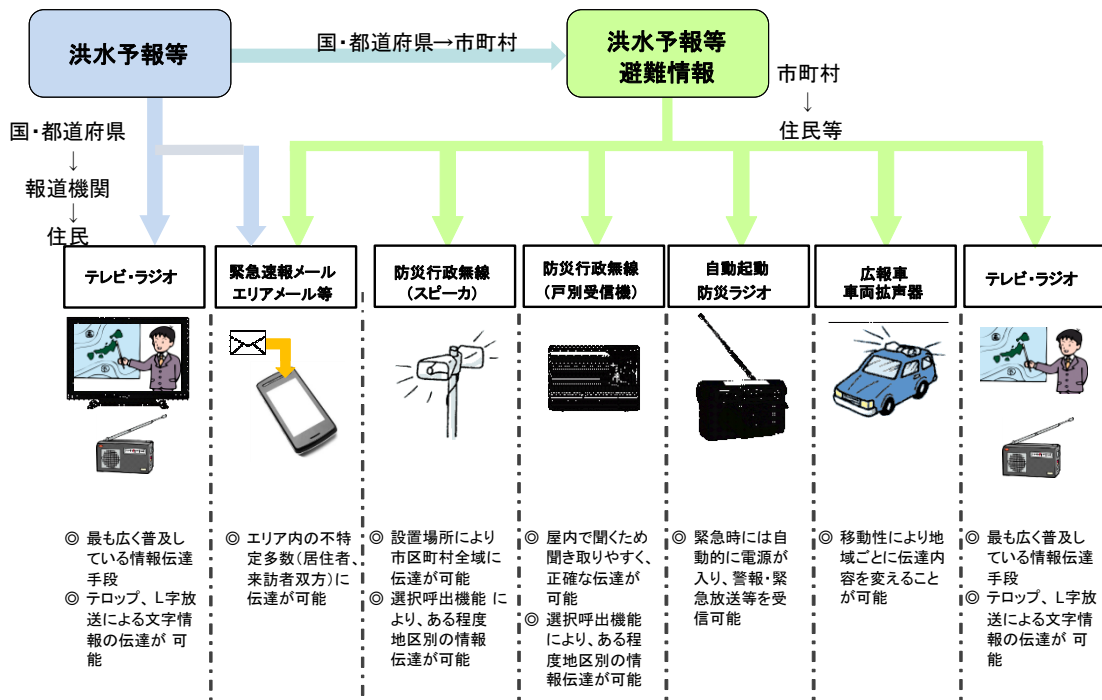 洪水予報等
国・都道府県→市町村
洪水予報等
避難情報
市町村
↓
住民等
国・都道府県
↓
報道機関
↓
住民
テレビ・ラジオ
緊急速報メール
エリアメール等
防災行政無線
(スピーカ)
防災行政無線
(戸別受信機)
自動起動
防災ラジオ
広報車
車両拡声器
テレビ・ラジオ
◎ 最も広く普及し
ている情報伝達
手段
◎ テロップ、L字放
送による文字情
報の伝達が 可
能
◎ エリア内の不特
定多数(居住者、
来訪者双方)に
伝達が可能
◎ 設置場所により
市区町村全域に
伝達が可能
◎ 選択呼出機能 に
より、ある程度
地区別の情報
伝達が可能
◎ 屋内で聞くため
聞き取りやすく、
正確な伝達が可
能
◎ 選択呼出機能
により、ある程
度地区別の情
報伝達が可能
◎ 緊急時には自
動的に電源が
入り、警報・緊
急放送等を受
信可能
◎ 移動性により地
域ごとに伝達内
容を変えること
が可能
◎ 最も広く普及し
ている情報伝達
手段
◎ テロップ、L字放
送による文字情
報の伝達が 可
能